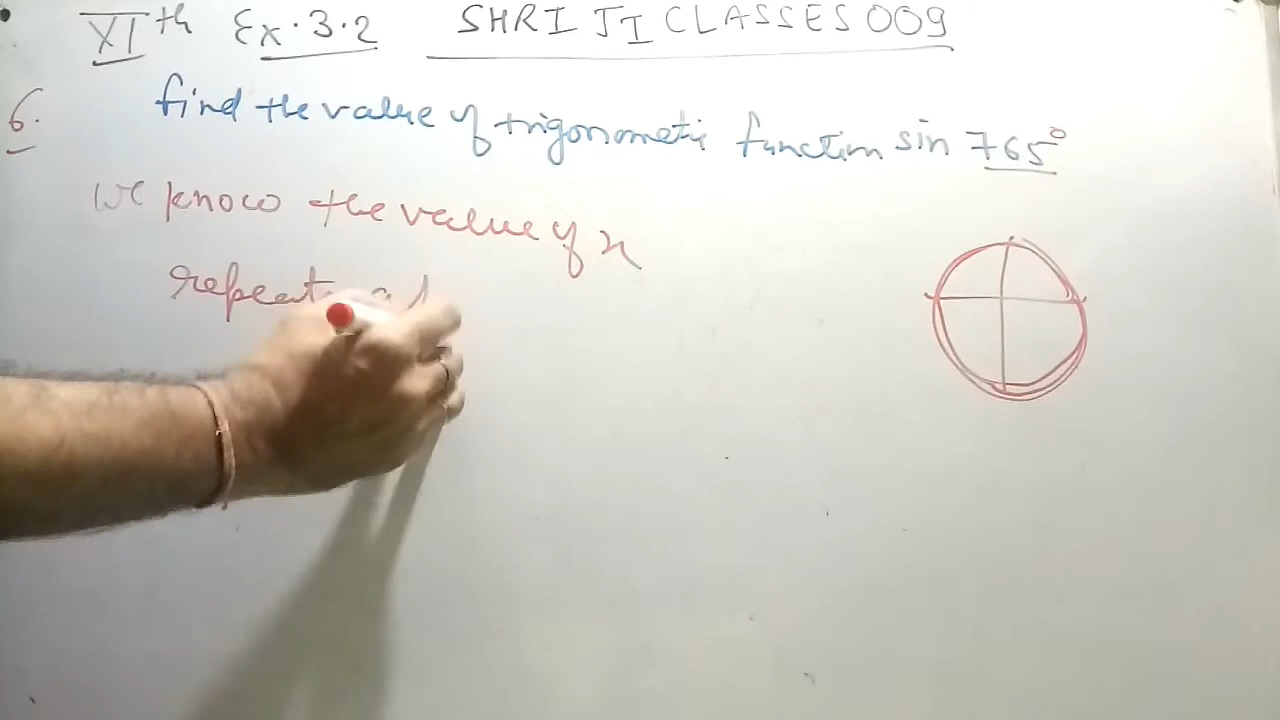 XIth Ex.3.2 SHRI JI CLASSES 009
6. find the value of trigonometic function sin 765°
we know the value of x
repeat